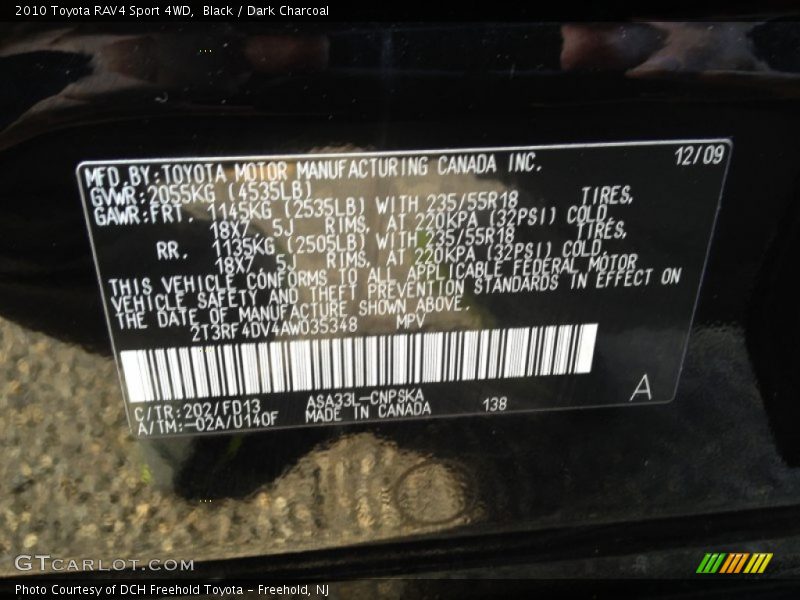 2010 Toyota RAV4 Sport 4WD, Black / Dark Charcoal
MFD.BY:TOYOTA MOTOR MANUFACTURING CANADA INC. 12/09
GVWR:2055KG (4535LB)
GAWR:FRT. 1145KG (2535LB) WITH 235/55R18 TIRES,
18X7.5J RIMS, AT 220KPA (32PSI) COLD.
RR. 1135KG (2505LB) WITH 235/55R18 TIRES,
18X7.5J RIMS, AT 220KPA (32PSI) COLD.
THIS VEHICLE CONFORMS TO ALL APPLICABLE FEDERAL MOTOR
VEHICLE SAFETY AND THEFT PREVENTION STANDARDS IN EFFECT ON
THE DATE OF MANUFACTURE SHOWN ABOVE.
2T3RF4DV4AW035348 MPV
C/TR:202/FD13 ASA33L-CNPSKA 138 A
A/TM:-02A/U140F MADE IN CANADA
GTCARLOT.COM
Photo Courtesy of DCH Freehold Toyota - Freehold, NJ